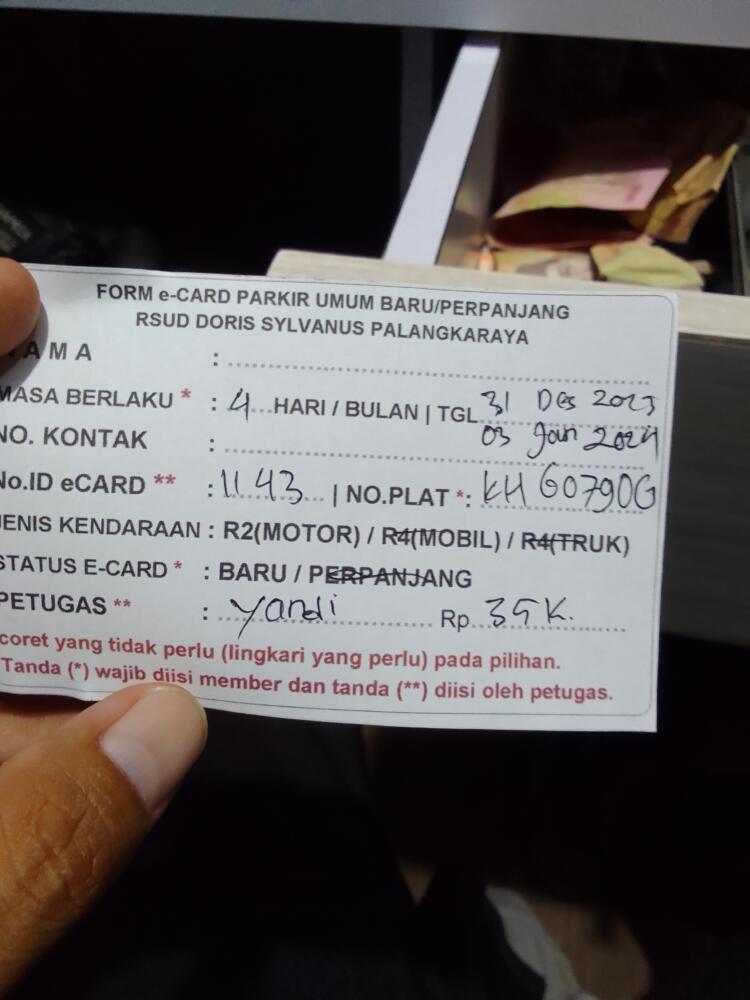 FORM e-CARD PARKIR UMUM BARU/PERPANJANG
RSUD DORIS SYLVANUS PALANGKARAYA
AMA :
MASA BERLAKU * : 4 HARI / BULAN | TGL 31 Des 2023
03 Jan 2024
NO. KONTAK :
No.ID eCARD ** : 1143 | NO.PLAT *: KH 6079OG
JENIS KENDARAAN : R2(MOTOR) / R4(MOBIL) / R4(TRUK)
STATUS E-CARD * : BARU / PERPANJANG
PETUGAS ** : Yandi Rp. 35K.
coret yang tidak perlu (lingkari yang perlu) pada pilihan.
Tanda (*) wajib diisi member dan tanda (**) diisi oleh petugas.